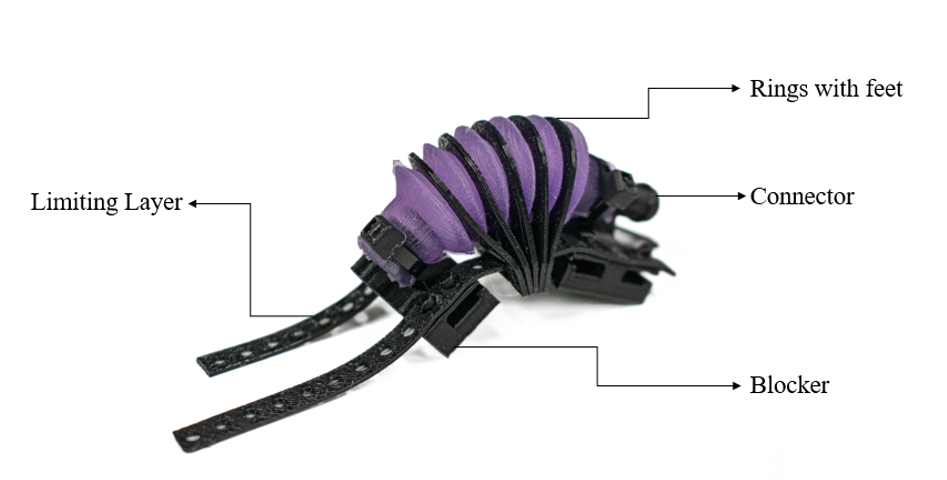 Rings with feet
Limiting Layer
Connector
Blocker